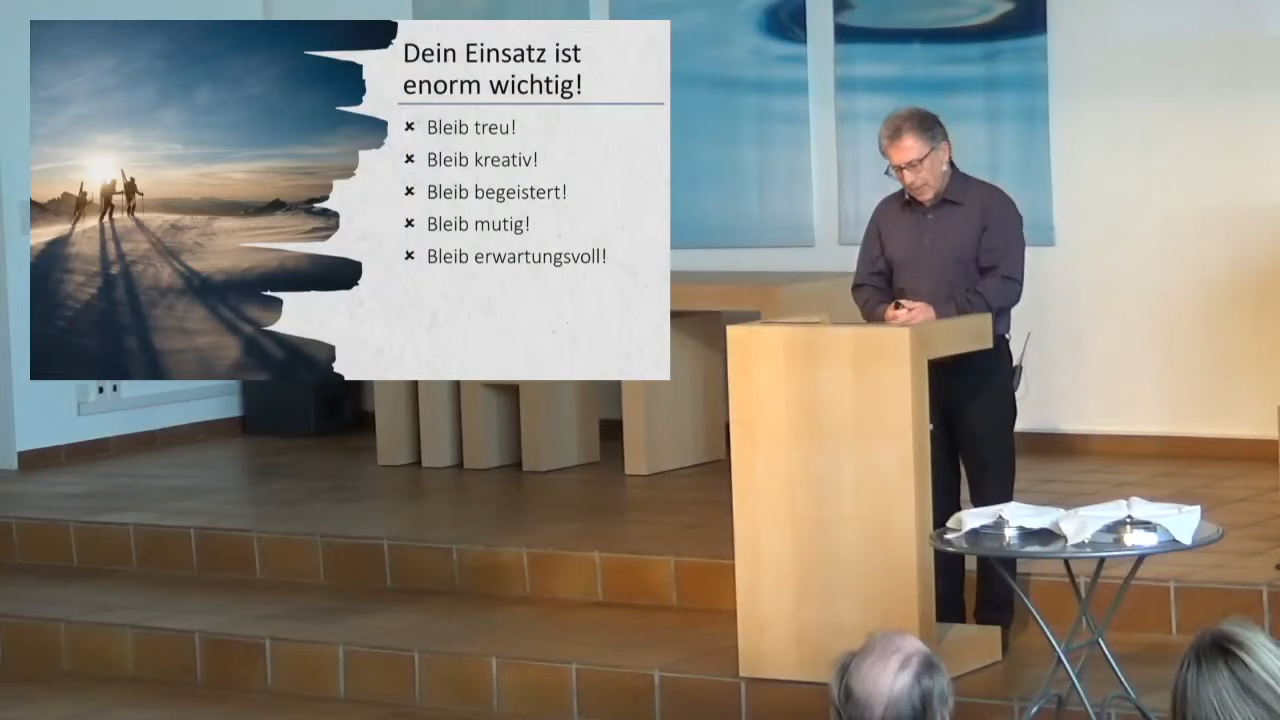 Dein Einsatz ist
enorm wichtig!
× Bleib treu!
× Bleib kreativ!
× Bleib begeistert!
× Bleib mutig!
× Bleib erwartungsvoll!